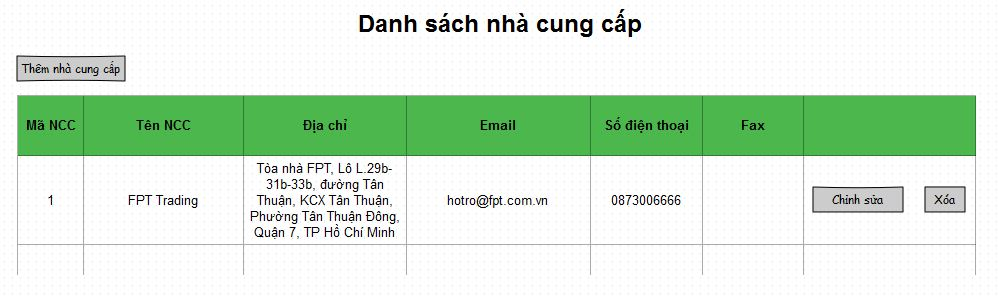 Danh sách nhà cung cấp
Thêm nhà cung cấp
Mã NCC Tên NCC Địa chỉ Email Số điện thoại Fax
Tòa nhà FPT, Lô L.29b-
31b-33b, đường Tân
1 FPT Trading Thuận, KCX Tân Thuận, hotro@fpt.com.vn 0873006666 Chỉnh sửa Xóa
Phường Tân Thuận Đông,
Quận 7, TP Hồ Chí Minh